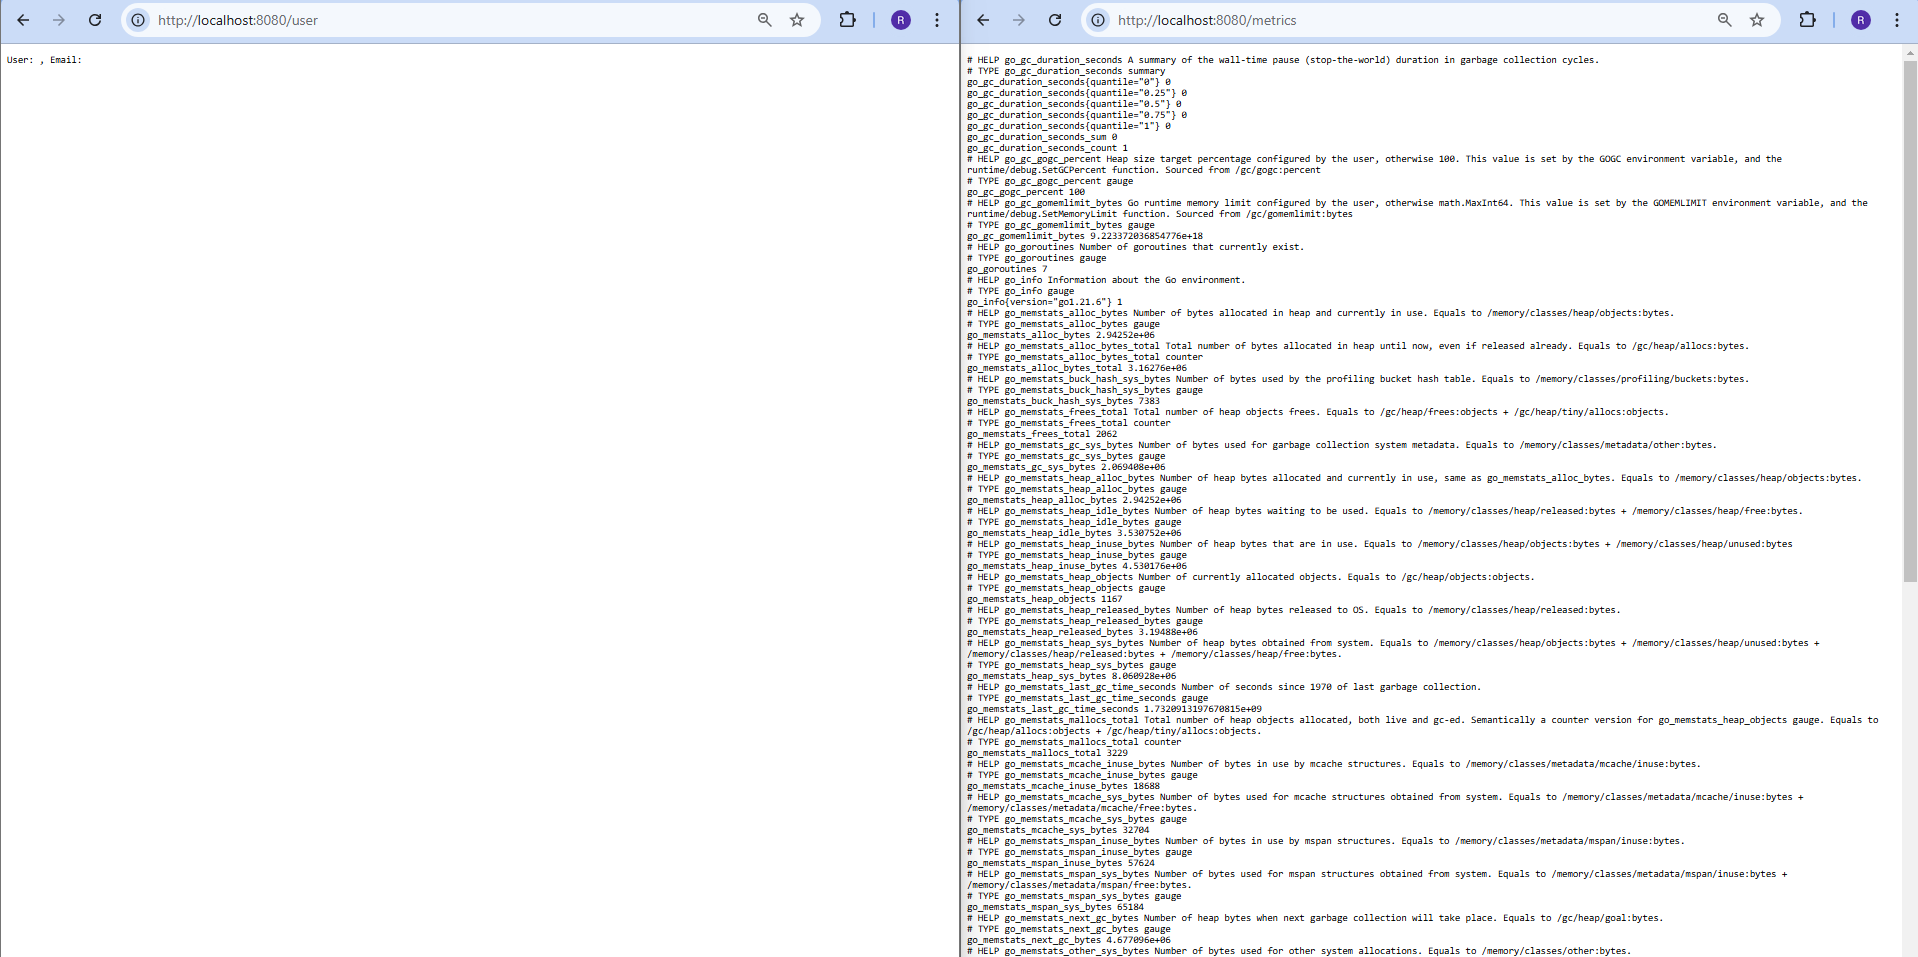 http://localhost:8080/user
R
User: , Email:
http://localhost:8080/metrics
R
# HELP go_gc_duration_seconds A summary of the wall-time pause (stop-the-world) duration in garbage collection cycles.
# TYPE go_gc_duration_seconds summary
go_gc_duration_seconds{quantile="0"} 0
go_gc_duration_seconds{quantile="0.25"} 0
go_gc_duration_seconds{quantile="0.5"} 0
go_gc_duration_seconds{quantile="0.75"} 0
go_gc_duration_seconds{quantile="1"} 0
go_gc_duration_seconds_sum 0
go_gc_duration_seconds_count 1
# HELP go_gc_gogc_percent Heap size target percentage configured by the user, otherwise 100. This value is set by the GOGC environment variable, and the
runtime/debug.SetGCPercent function. Sourced from /gc/gogc:percent
# TYPE go_gc_gogc_percent gauge
go_gc_gogc_percent 100
# HELP go_gc_gomemlimit_bytes Go runtime memory limit configured by the user, otherwise math.MaxInt64. This value is set by the GOMEMLIMIT environment variable, and the
runtime/debug.SetMemoryLimit function. Sourced from /gc/gomemlimit:bytes
# TYPE go_gc_gomemlimit_bytes gauge
go_gc_gomemlimit_bytes 9.223372036854776e+18
# HELP go_goroutines Number of goroutines that currently exist.
# TYPE go_goroutines gauge
go_goroutines 7
# HELP go_info Information about the Go environment.
# TYPE go_info gauge
go_info{version="go1.21.6"} 1
# HELP go_memstats_alloc_bytes Number of bytes allocated in heap and currently in use. Equals to /memory/classes/heap/objects:bytes.
# TYPE go_memstats_alloc_bytes gauge
go_memstats_alloc_bytes 2.94252e+06
# HELP go_memstats_alloc_bytes_total Total number of bytes allocated in heap until now, even if released already. Equals to /gc/heap/allocs:bytes.
# TYPE go_memstats_alloc_bytes_total counter
go_memstats_alloc_bytes_total 3.16276e+06
# HELP go_memstats_buck_hash_sys_bytes Number of bytes used by the profiling bucket hash table. Equals to /memory/classes/profiling/buckets:bytes.
# TYPE go_memstats_buck_hash_sys_bytes gauge
go_memstats_buck_hash_sys_bytes 7383
# HELP go_memstats_frees_total Total number of heap objects frees. Equals to /gc/heap/frees:objects + /gc/heap/tiny/allocs:objects.
# TYPE go_memstats_frees_total counter
go_memstats_frees_total 2062
# HELP go_memstats_gc_sys_bytes Number of bytes used for garbage collection system metadata. Equals to /memory/classes/metadata/other:bytes.
# TYPE go_memstats_gc_sys_bytes gauge
go_memstats_gc_sys_bytes 2.069408e+06
# HELP go_memstats_heap_alloc_bytes Number of heap bytes allocated and currently in use, same as go_memstats_alloc_bytes. Equals to /memory/classes/heap/objects:bytes.
# TYPE go_memstats_heap_alloc_bytes gauge
go_memstats_heap_alloc_bytes 2.94252e+06
# HELP go_memstats_heap_idle_bytes Number of heap bytes waiting to be used. Equals to /memory/classes/heap/released:bytes + /memory/classes/heap/free:bytes.
# TYPE go_memstats_heap_idle_bytes gauge
go_memstats_heap_idle_bytes 3.530752e+06
# HELP go_memstats_heap_inuse_bytes Number of heap bytes that are in use. Equals to /memory/classes/heap/objects:bytes + /memory/classes/heap/unused:bytes
# TYPE go_memstats_heap_inuse_bytes gauge
go_memstats_heap_inuse_bytes 4.530176e+06
# HELP go_memstats_heap_objects Number of currently allocated objects. Equals to /gc/heap/objects:objects.
# TYPE go_memstats_heap_objects gauge
go_memstats_heap_objects 1167
# HELP go_memstats_heap_released_bytes Number of heap bytes released to OS. Equals to /memory/classes/heap/released:bytes.
# TYPE go_memstats_heap_released_bytes gauge
go_memstats_heap_released_bytes 3.19488e+06
# HELP go_memstats_heap_sys_bytes Number of heap bytes obtained from system. Equals to /memory/classes/heap/objects:bytes + /memory/classes/heap/unused:bytes +
/memory/classes/heap/released:bytes + /memory/classes/heap/free:bytes.
# TYPE go_memstats_heap_sys_bytes gauge
go_memstats_heap_sys_bytes 8.060928e+06
# HELP go_memstats_last_gc_time_seconds Number of seconds since 1970 of last garbage collection.
# TYPE go_memstats_last_gc_time_seconds gauge
go_memstats_last_gc_time_seconds 1.7320913197670815e+09
# HELP go_memstats_mallocs_total Total number of heap objects allocated, both live and gc-ed. Semantically a counter version for go_memstats_heap_objects gauge. Equals to
/gc/heap/allocs:objects + /gc/heap/tiny/allocs:objects.
# TYPE go_memstats_mallocs_total counter
go_memstats_mallocs_total 3229
# HELP go_memstats_mcache_inuse_bytes Number of bytes in use by mcache structures. Equals to /memory/classes/metadata/mcache/inuse:bytes.
# TYPE go_memstats_mcache_inuse_bytes gauge
go_memstats_mcache_inuse_bytes 18688
# HELP go_memstats_mcache_sys_bytes Number of bytes used for mcache structures obtained from system. Equals to /memory/classes/metadata/mcache/inuse:bytes +
/memory/classes/metadata/mcache/free:bytes.
# TYPE go_memstats_mcache_sys_bytes gauge
go_memstats_mcache_sys_bytes 32704
# HELP go_memstats_mspan_inuse_bytes Number of bytes in use by mspan structures. Equals to /memory/classes/metadata/mspan/inuse:bytes.
# TYPE go_memstats_mspan_inuse_bytes gauge
go_memstats_mspan_inuse_bytes 57624
# HELP go_memstats_mspan_sys_bytes Number of bytes used for mspan structures obtained from system. Equals to /memory/classes/metadata/mspan/inuse:bytes +
/memory/classes/metadata/mspan/free:bytes.
# TYPE go_memstats_mspan_sys_bytes gauge
go_memstats_mspan_sys_bytes 65184
# HELP go_memstats_next_gc_bytes Number of heap bytes when next garbage collection will take place. Equals to /gc/heap/goal:bytes.
# TYPE go_memstats_next_gc_bytes gauge
go_memstats_next_gc_bytes 4.677096e+06
# HELP go_memstats_other_sys_bytes Number of bytes used for other system allocations. Equals to /memory/classes/other:bytes.